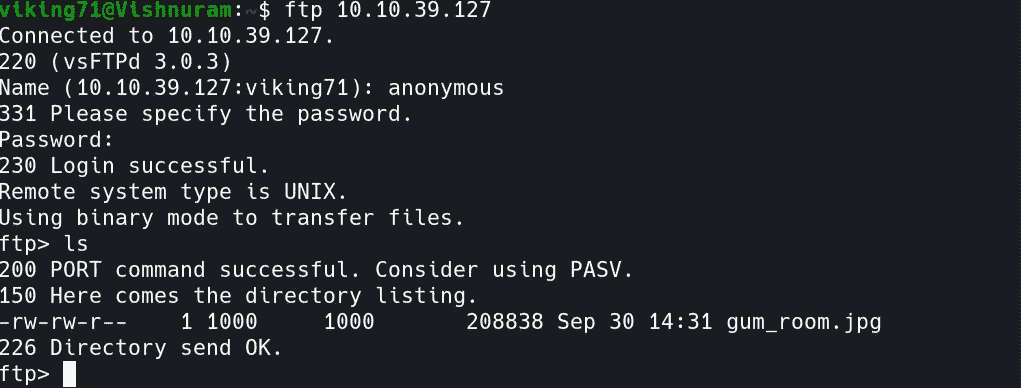 viking71@Vishnuram:~$ ftp 10.10.39.127
Connected to 10.10.39.127.
220 (vsFTPd 3.0.3)
Name (10.10.39.127:viking71): anonymous
331 Please specify the password.
Password:
230 Login successful.
Remote system type is UNIX.
Using binary mode to transfer files.
ftp> ls
200 PORT command successful. Consider using PASV.
150 Here comes the directory listing.
-rw-rw-r--    1 1000     1000       208838 Sep 30 14:31 gum_room.jpg
226 Directory send OK.
ftp>